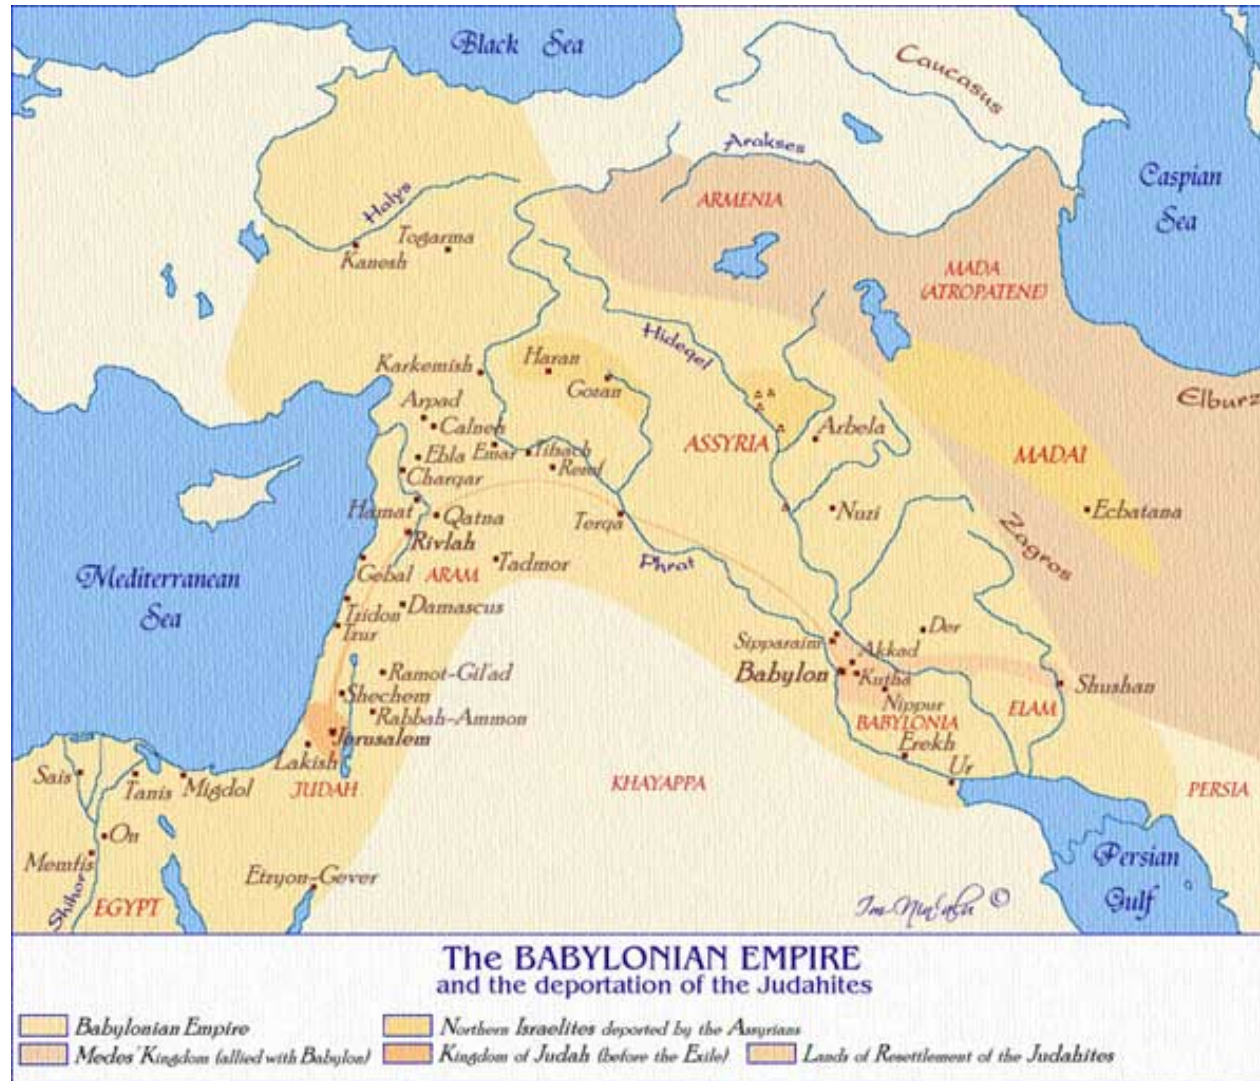 Black Sea
Caucasus
Arakses
Caspian
Sea
ARMENIA
Halys
Togarma
Kanesh
MADA
(ATROPATENE)
Hideqel
Haran
Karkemish
Gozan
Elburz
Arpad
Calneh
ASSYRIA
Arbela
MADAI
Ebla
Emar
Tifsach
Resef
Charqar
Hamat
Qatna
Terqa
Nuzi
Ecbatana
Rivlah
Zagros
Mediterranean
Sea
Gebal
ARAM
Tadmor
Phrat
Tzidon
Damascus
Tzur
Der
Sipparaim
Akkad
Babylon
Kutha
Ramot-Gil'ad
Shechem
Nippur
Shushan
ELAM
Rabbah-Ammon
BABYLONIA
Jerusalem
Erekh
Lakish
Ur
Sais
Tanis
Migdol
JUDAH
KHAYAPPA
PERSIA
On
Memfis
Persian
Gulf
Shihor
EGYPT
Etzyon-Gever
Im-Nin'alu ©
The BABYLONIAN EMPIRE
and the deportation of the Judahites
Babylonian Empire
Northern Israelites deported by the Assyrians
Medes' Kingdom (allied with Babylon)
Kingdom of Judah (before the Exile)
Lands of Resettlement of the Judahites